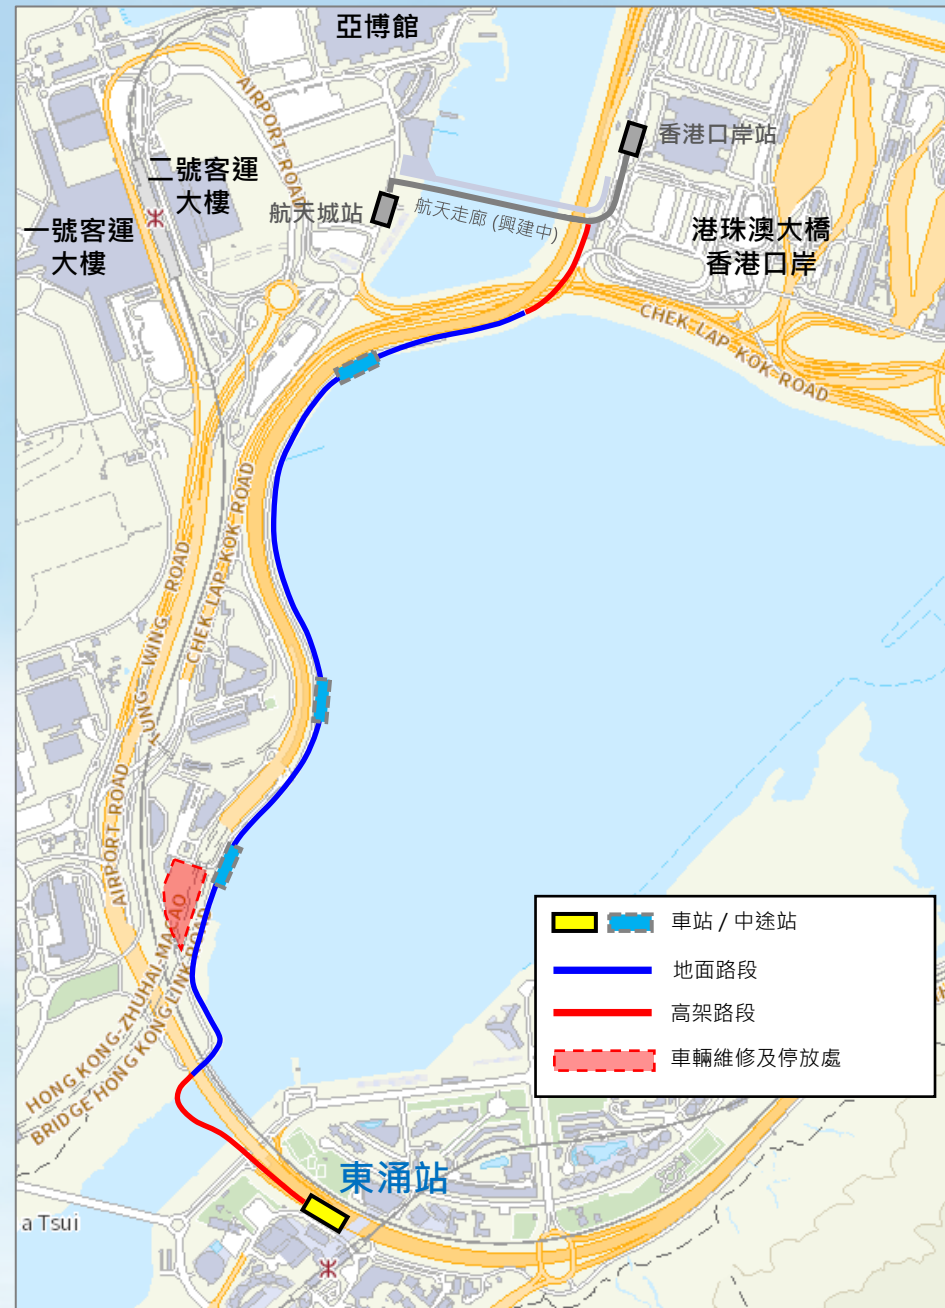 亞博館
AIRPORT ROAD
香港口岸站
二號客運
大樓
航天城站
航天走廊 (興建中)
一號客運
大樓
港珠澳大橋
香港口岸
CHEK LAP KOK ROAD
CHEK LAP KOK ROAD
YUNG WING ROAD
AIRPORT ROAD
HONG KONG-ZHUHAI-MACAO
BRIDGE HONG KONG LINK ROAD
車站 / 中途站
地面路段
高架路段
車輛維修及停放處
東涌站
a Tsui